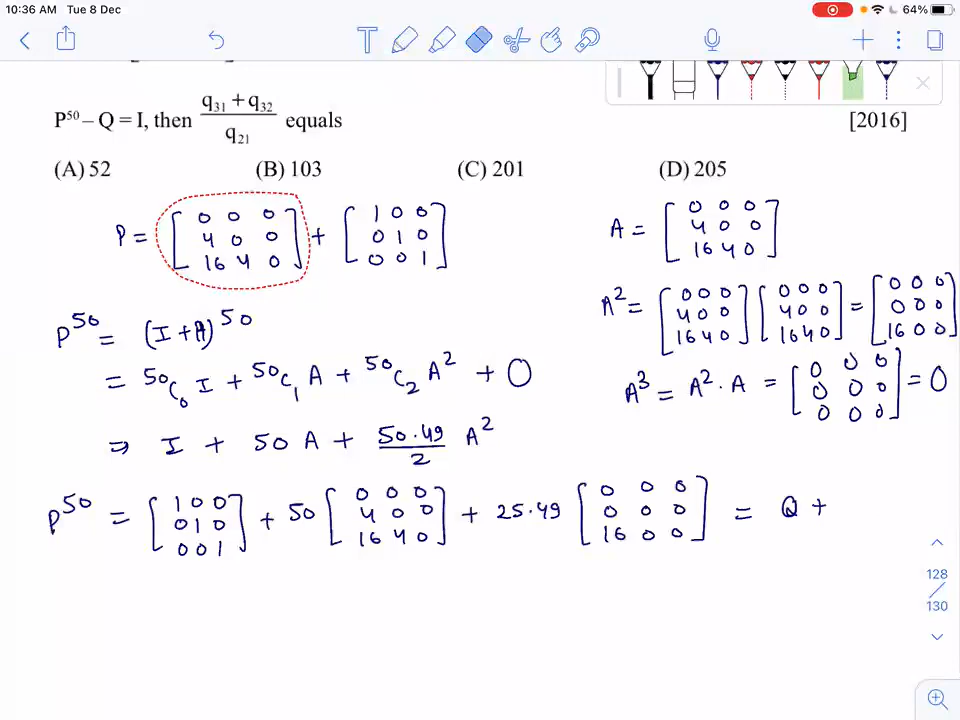 10:36 AM Tue 8 Dec 64%
P⁵⁰ – Q = I, then (q₃₁ + q₃₂)/q₂₁ equals [2016]
(A) 52 (B) 103 (C) 201 (D) 205
P = [0 0 0; 4 0 0; 16 4 0] + [1 0 0; 0 1 0; 0 0 1]
A = [0 0 0; 4 0 0; 16 4 0]
A² = [0 0 0; 4 0 0; 16 4 0] [0 0 0; 4 0 0; 16 4 0] = [0 0 0; 0 0 0; 16 0 0]
A³ = A² · A = [0 0 0; 0 0 0; 0 0 0] = 0
P⁵⁰ = (I + A)⁵⁰
= ⁵⁰C₀ I + ⁵⁰C₁ A + ⁵⁰C₂ A² + 0
⇒ I + 50 A + (50·49)/2 A²
P⁵⁰ = [1 0 0; 0 1 0; 0 0 1] + 50 [0 0 0; 4 0 0; 16 4 0] + 25·49 [0 0 0; 0 0 0; 16 0 0] = Q +
128
/
130